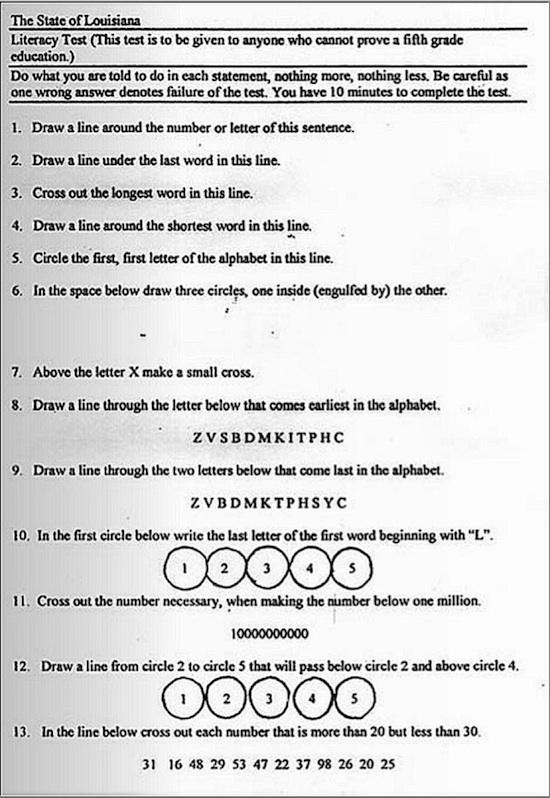 The State of Louisiana
Literacy Test (This test is to be given to anyone who cannot prove a fifth grade
education.)
Do what you are told to do in each statement, nothing more, nothing less. Be careful as
one wrong answer denotes failure of the test. You have 10 minutes to complete the test.
1. Draw a line around the number or letter of this sentence.
2. Draw a line under the last word in this line.
3. Cross out the longest word in this line.
4. Draw a line around the shortest word in this line.
5. Circle the first, first letter of the alphabet in this line.
6. In the space below draw three circles, one inside (engulfed by) the other.
7. Above the letter X make a small cross.
8. Draw a line through the letter below that comes earliest in the alphabet.
Z V S B D M K I T P H C
9. Draw a line through the two letters below that come last in the alphabet.
Z V B D M K T P H S Y C
10. In the first circle below write the last letter of the first word beginning with "L".
1 2 3 4 5
11. Cross out the number necessary, when making the number below one million.
10000000000
12. Draw a line from circle 2 to circle 5 that will pass below circle 2 and above circle 4.
1 2 3 4 5
13. In the line below cross out each number that is more than 20 but less than 30.
31 16 48 29 53 47 22 37 98 26 20 25